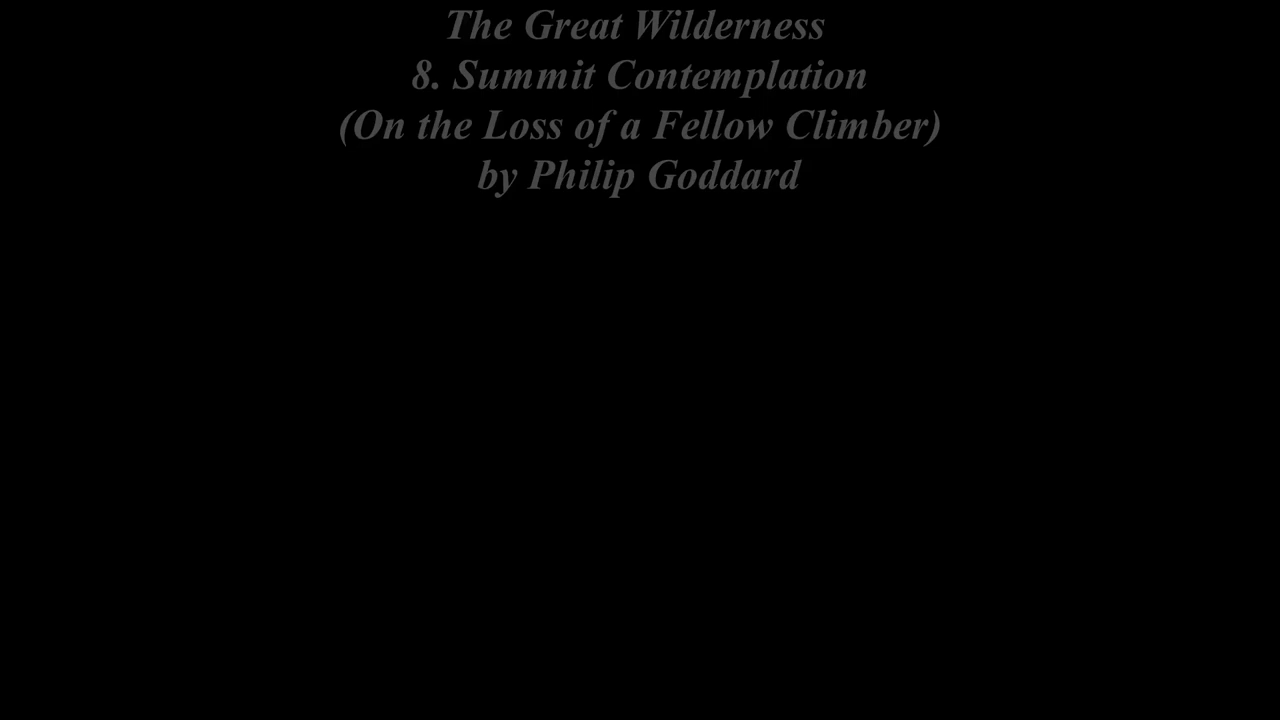 The Great Wilderness
8. Summit Contemplation
(On the Loss of a Fellow Climber)
by Philip Goddard